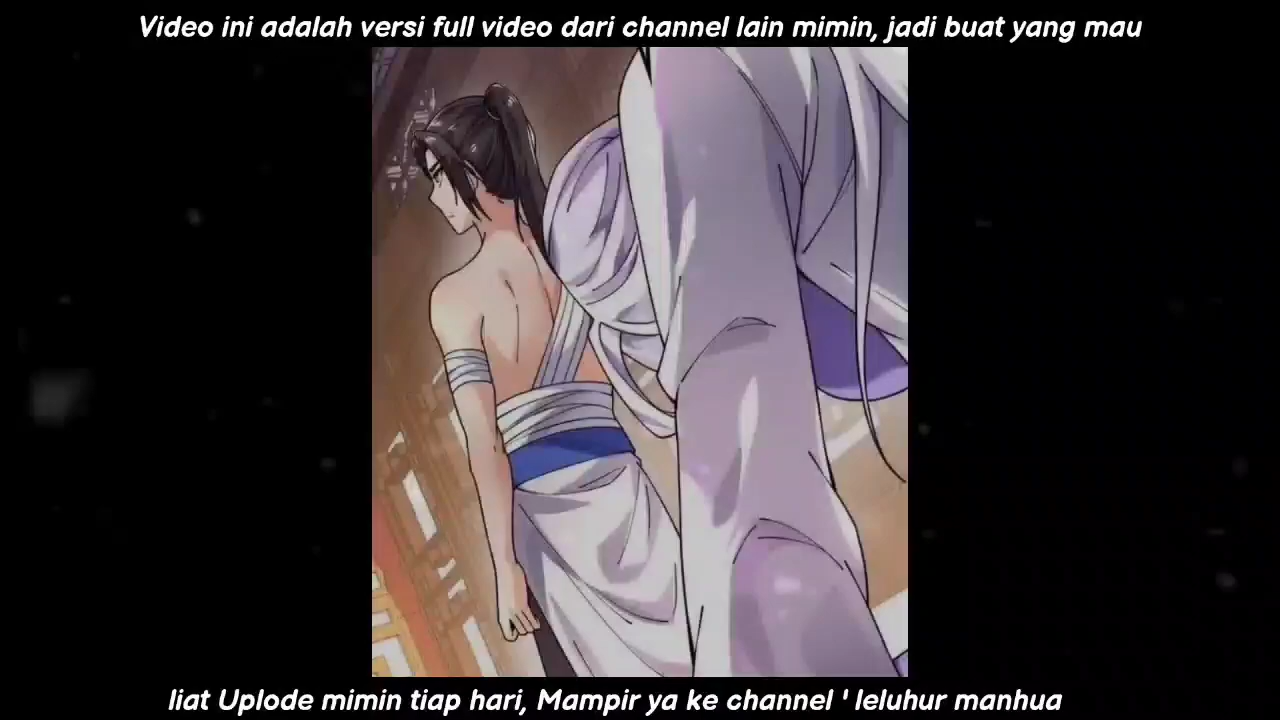 Video ini adalah versi full video dari channel lain mimin, jadi buat yang mau
liat Uplode mimin tiap hari, Mampir ya ke channel ' leluhur manhua